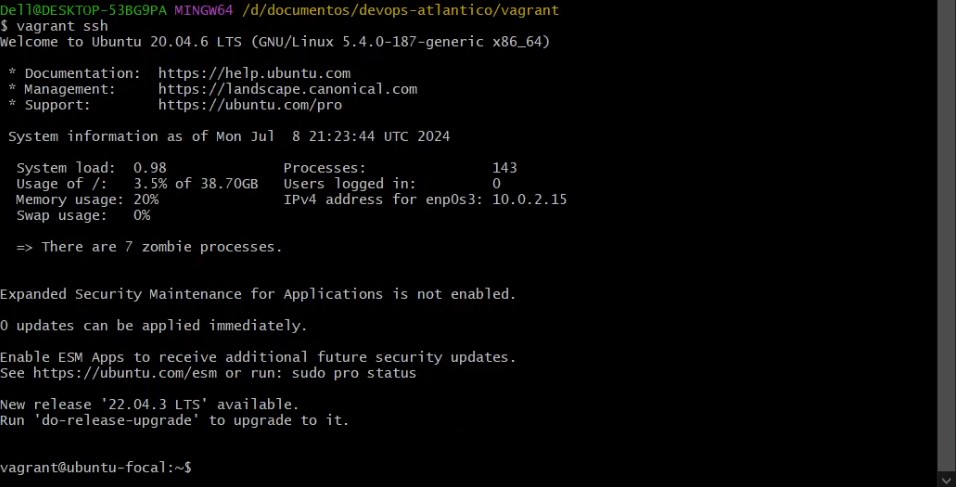 Dell@DESKTOP-53BG9PA MINGW64 /d/documentos/devops-atlantico/vagrant
$ vagrant ssh
Welcome to Ubuntu 20.04.6 LTS (GNU/Linux 5.4.0-187-generic x86_64)
* Documentation: https://help.ubuntu.com
* Management: https://landscape.canonical.com
* Support: https://ubuntu.com/pro
System information as of Mon Jul 8 21:23:44 UTC 2024
System load: 0.98 Processes: 143
Usage of /: 3.5% of 38.70GB Users logged in: 0
Memory usage: 20% IPv4 address for enp0s3: 10.0.2.15
Swap usage: 0%
=> There are 7 zombie processes.
Expanded Security Maintenance for Applications is not enabled.
0 updates can be applied immediately.
Enable ESM Apps to receive additional future security updates.
See https://ubuntu.com/esm or run: sudo pro status
New release '22.04.3 LTS' available.
Run 'do-release-upgrade' to upgrade to it.
vagrant@ubuntu-focal:~$